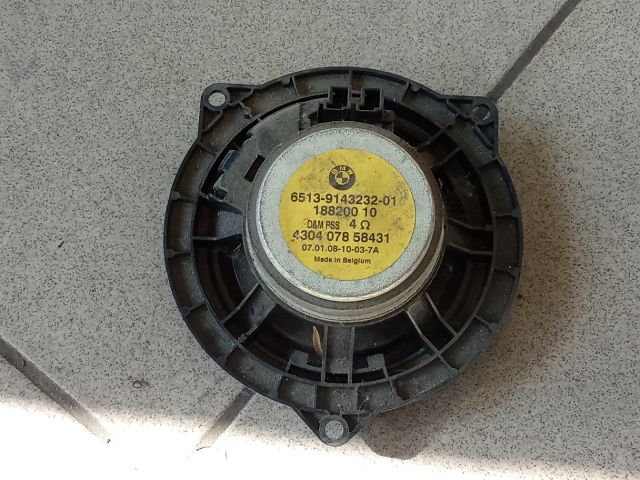 BMW
6513-9143232-01
188200 10
D&M PSS 4 Ω
4304 078 58431
07.01.08-10-03-7A
Made in Belgium